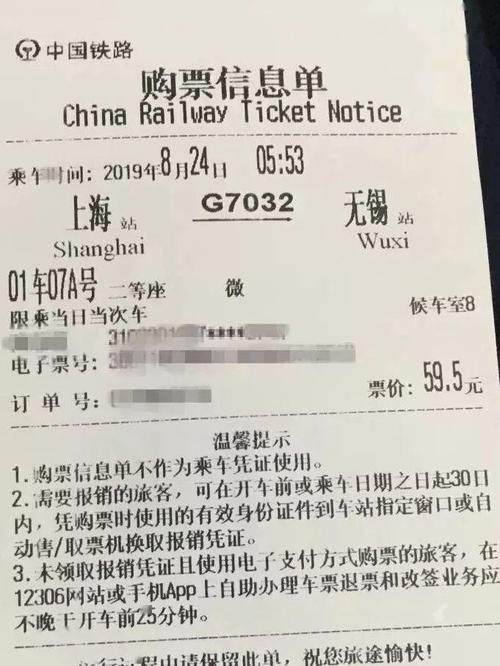 中国铁路
购票信息单
China Railway Ticket Notice
乘车时间: 2019年8月24日 05:53
上海站 G7032 无锡站
Shanghai Wuxi
01车07A号 二等座 微
限乘当日当次车 候车室8
电子票号:
订单号: 票价: 59.5元
温馨提示
1.购票信息单不作为乘车凭证使用。
2.需要报销的旅客, 可在开车前或乘车日期之日起30日
内, 凭购票时使用的有效身份证件到车站指定窗口或自
动售/取票机换取报销凭证。
3.未领取报销凭证且使用电子支付方式购票的旅客, 在
12306网站或手机App上自助办理车票退票和改签业务应
不晚于开车前25分钟。
程中请保留此单, 祝您旅途愉快!